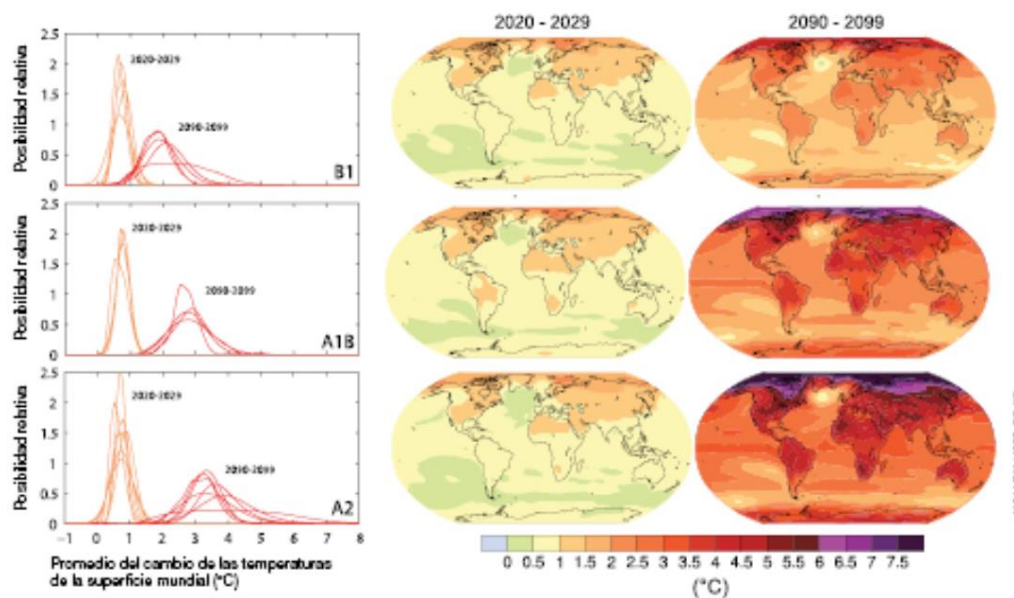 2020 - 2029
2090 - 2099
Posibilidad relativa
2.5
2
1.5
1
0.5
0
2020-2029
2090-2099
B1
Posibilidad relativa
2.5
2
1.5
1
0.5
0
2020-2029
2090-2099
A1B
Posibilidad relativa
2.5
2
1.5
1
0.5
0
2020-2029
2090-2099
A2
-1 0 1 2 3 4 5 6 7 8
Promedio del cambio de las temperaturas
de la superficie mundial (°C)
0 0.5 1 1.5 2 2.5 3 3.5 4 4.5 5 5.5 6 6.5 7 7.5
(°C)